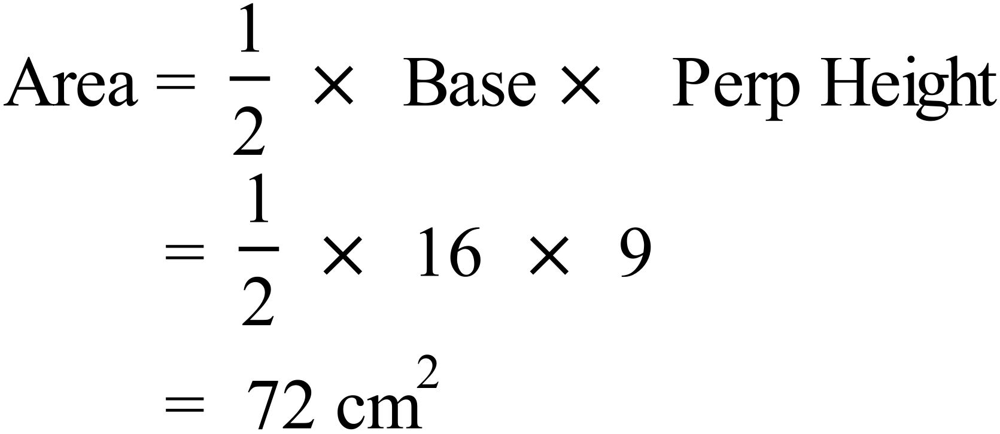 Area = 1/2 × Base × Perp Height
= 1/2 × 16 × 9
= 72 cm²